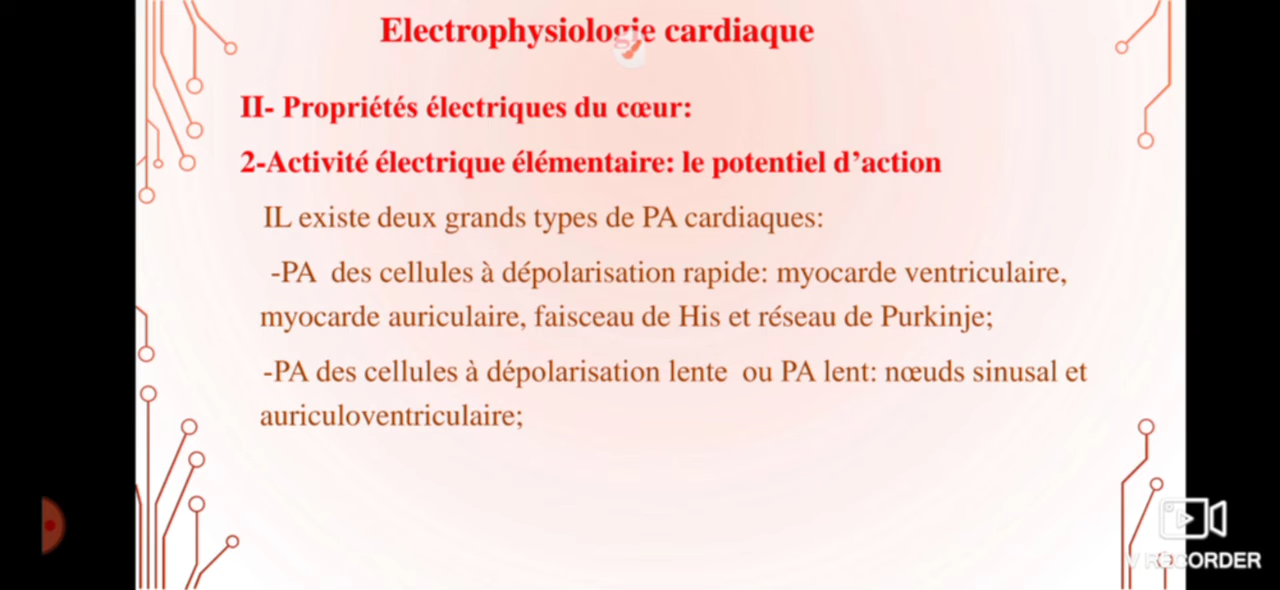 Electrophysiologie cardiaque
II- Propriétés électriques du cœur:
2-Activité électrique élémentaire: le potentiel d’action
IL existe deux grands types de PA cardiaques:
-PA des cellules à dépolarisation rapide: myocarde ventriculaire,
myocarde auriculaire, faisceau de His et réseau de Purkinje;
-PA des cellules à dépolarisation lente ou PA lent: nœuds sinusal et
auriculoventriculaire;
V RECORDER